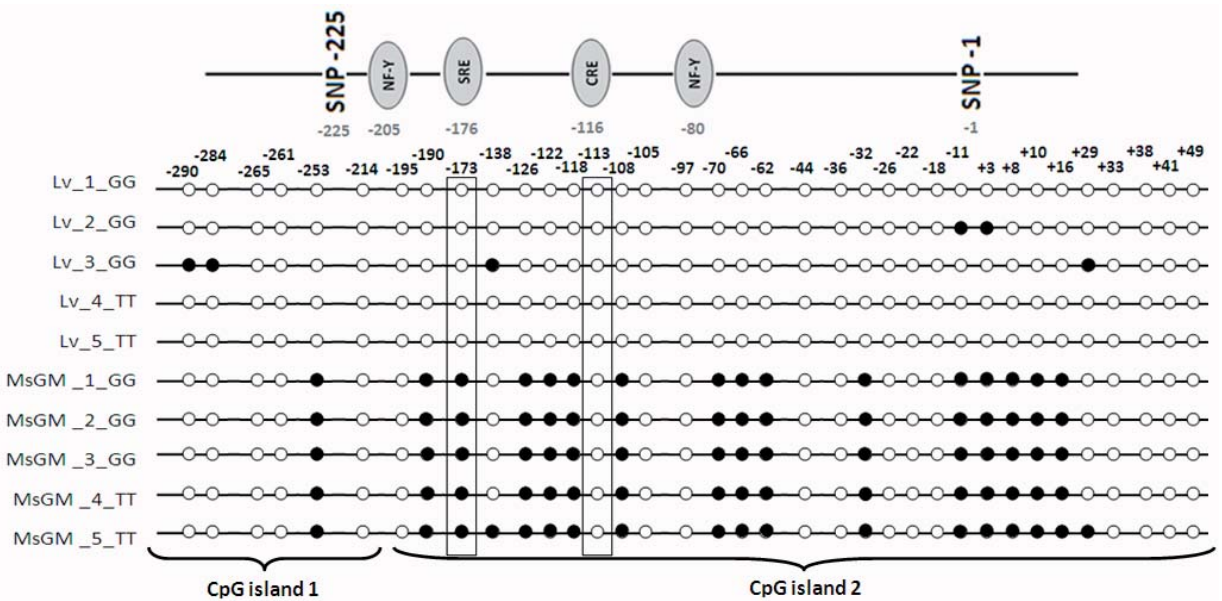 SNP -225
NF-Y
SRE
CRE
NF-Y
SNP -1
-225 -205 -176 -116 -80 -1
-284 -261 -190 -138 -122 -113 -105 -66 -32 -22 -11 +10 +29 +38 +49
-290 -265 -253 -214 -195 -173 -126 -118 -108 -97 -70 -62 -44 -36 -26 -18 +3 +8 +16 +33 +41
Lv_1_GG
Lv_2_GG
Lv_3_GG
Lv_4_TT
Lv_5_TT
MsGM _1_GG
MsGM _2_GG
MsGM _3_GG
MsGM _4_TT
MsGM _5_TT
CpG island 1
CpG island 2